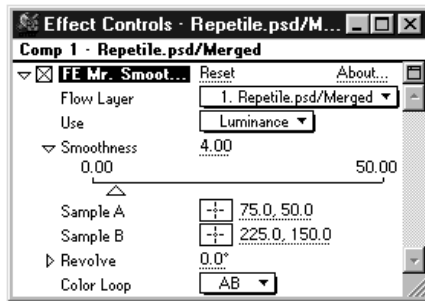 Effect Controls · Repetile.psd/M...
Comp 1 · Repetile.psd/Merged
FE Mr. Smoot... Reset About...
Flow Layer 1. Repetile.psd/Merged
Use Luminance
Smoothness 4.00
0.00 50.00
Sample A 75.0, 50.0
Sample B 225.0, 150.0
Revolve 0.0°
Color Loop AB